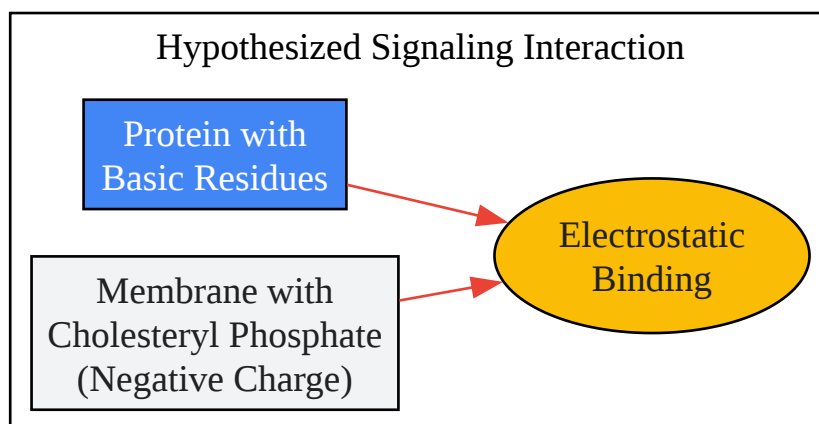 Hypothesized Signaling Interaction
Protein with
Basic Residues
Membrane with
Cholesteryl Phosphate
(Negative Charge)
Electrostatic
Binding